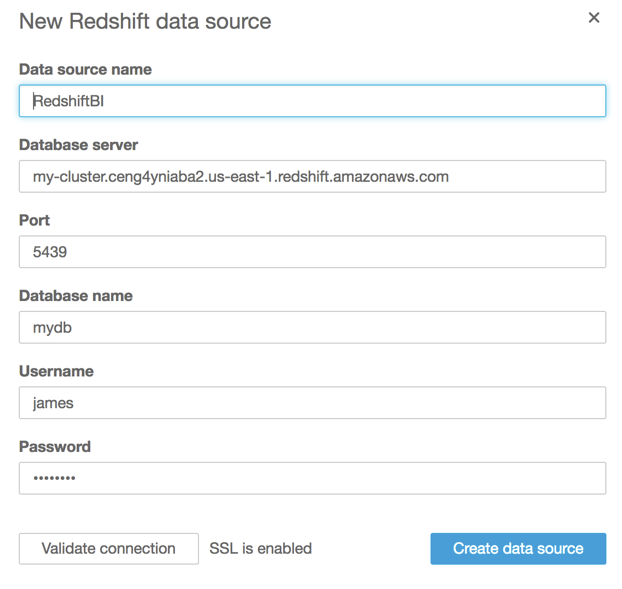 New Redshift data source
×
Data source name
RedshiftBI
Database server
my-cluster.ceng4yniaba2.us-east-1.redshift.amazonaws.com
Port
5439
Database name
mydb
Username
james
Password
••••••••
Validate connection SSL is enabled Create data source